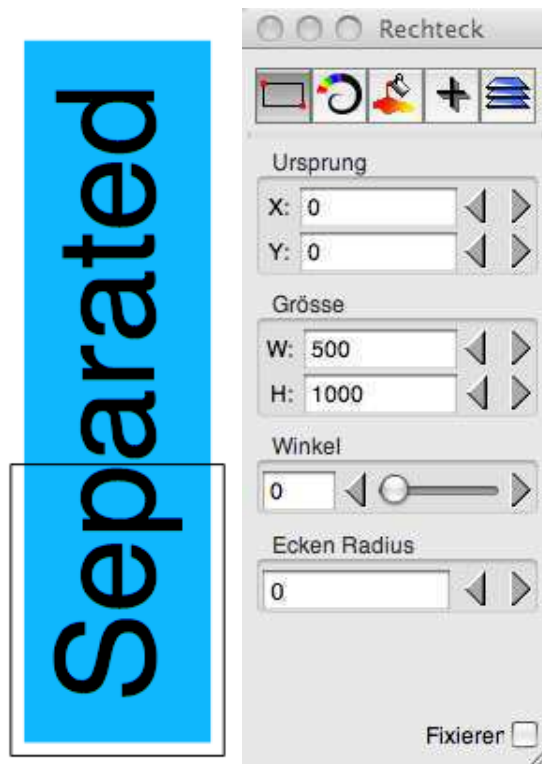 Separated
Rechteck
Ursprung
X: 0
Y: 0
Grösse
W: 500
H: 1000
Winkel
0
Ecken Radius
0
Fixierer